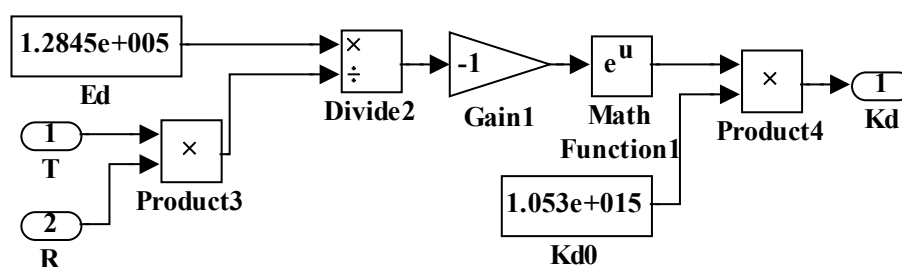 1.2845e+005
Ed
1
T
2
R
×
Product3
×
÷
Divide2
-1
Gain1
e^u
Math
Function1
1.053e+015
Kd0
×
Product4
1
Kd